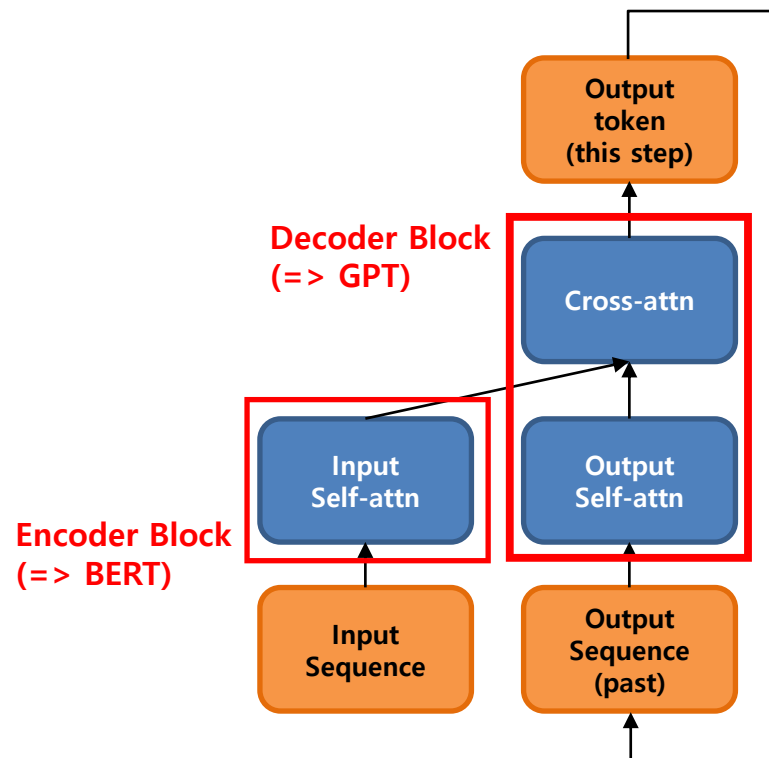 Output
token
(this step)
Decoder Block
(=> GPT)
Cross-attn
Input
Self-attn
Output
Self-attn
Encoder Block
(=> BERT)
Input
Sequence
Output
Sequence
(past)